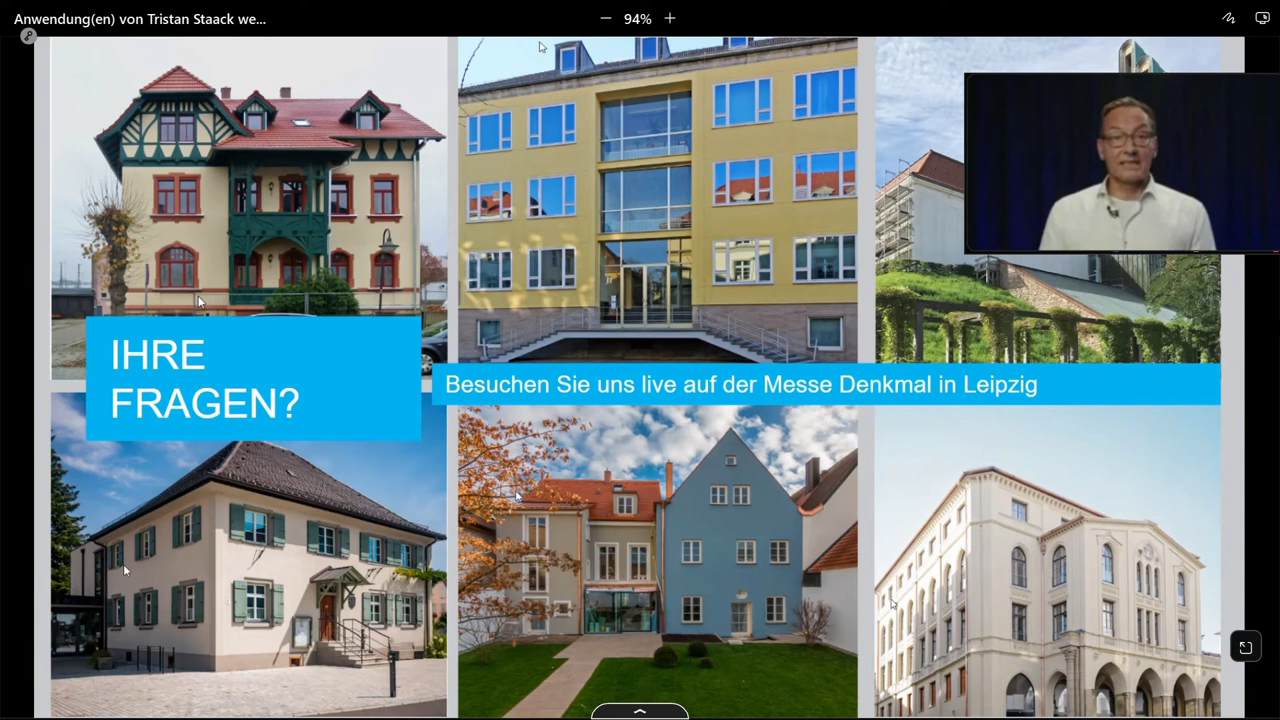 Anwendung(en) von Tristan Staack we...
94%
IHRE
FRAGEN?
Besuchen Sie uns live auf der Messe Denkmal in Leipzig